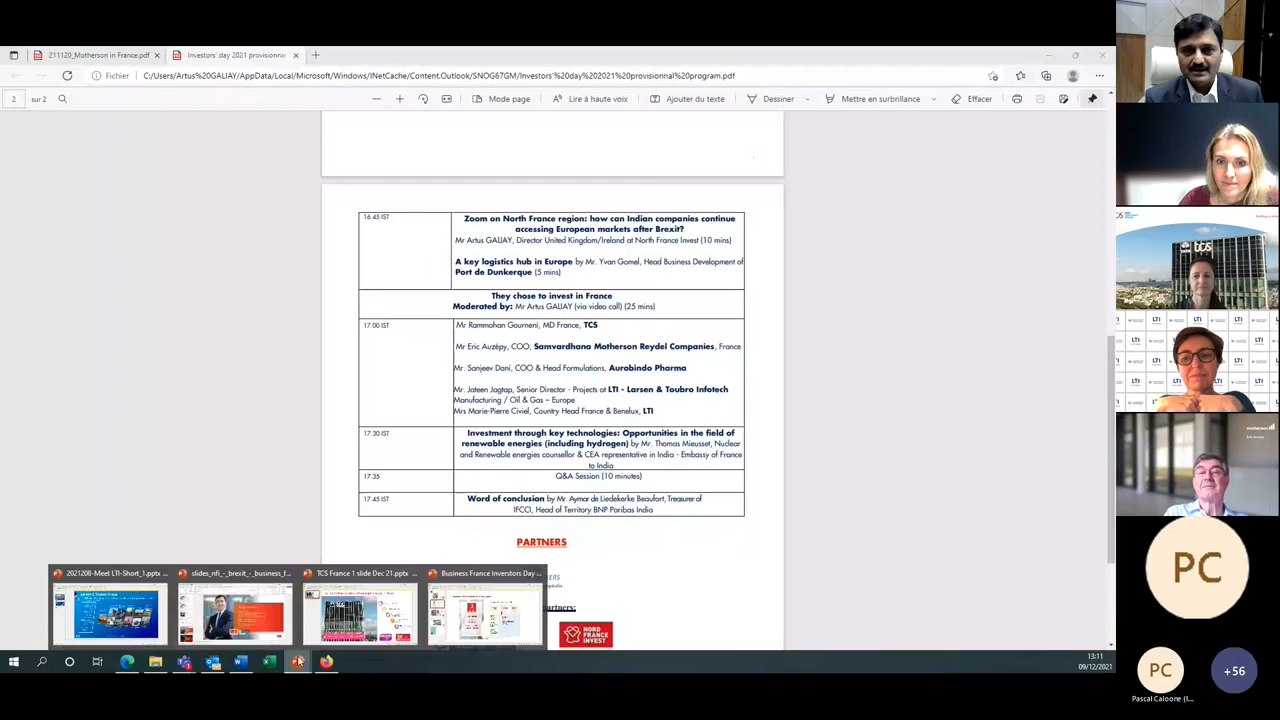 211120_Motherson in France.pdf
Investors' day 2021 provisionnal
Fichier
C:/Users/Artus%20GALIAY/AppData/Local/Microsoft/Windows/INetCache/Content.Outlook/SNOG67GM/Investors'%20day%202021%20provisionnal%20program.pdf
2 sur 2
Mode page
Lire à haute voix
Ajouter du texte
Dessiner
Mettre en surbrillance
Effacer
16.45 IST
Zoom on North France region: how can Indian companies continue
accessing European markets after Brexit?
Mr Artus GALIAY, Director United Kingdom/Ireland at North France Invest (10 mins)
A key logistics hub in Europe by Mr. Yvan Gomel, Head Business Development of
Port de Dunkerque (5 mins)
They chose to invest in France
Moderated by: Mr Artus GALIAY (via video call) (25 mins)
17.00 IST
Mr Rammohan Gourneni, MD France, TCS
Mr Eric Auzépy, COO, Samvardhana Motherson Reydel Companies, France
Mr. Sanjeev Dani, COO & Head Formulations, Aurobindo Pharma
Mr. Jateen Jagtap, Senior Director - Projects at LTI - Larsen & Toubro Infotech
Manufacturing / Oil & Gas – Europe
Mrs Marie-Pierre Civiel, Country Head France & Benelux, LTI
17.30 IST
Investment through key technologies: Opportunities in the field of
renewable energies (including hydrogen) by Mr. Thomas Mieusset, Nuclear
and Renewable energies counsellor & CEA representative in India - Embassy of France
to India
17.35
Q&A Session (10 minutes)
17.45 IST
Word of conclusion by Mr. Aymar de Liedekerke Beaufort, Treasurer of
IFCCI, Head of Territory BNP Paribas India
PARTNERS
2021208-Meet LTI-Short_1.pptx ...
slides_nfi_-_brexit_-_business_f...
TCS France 1 slide Dec 21.pptx ...
Business France Inverstors Day ...
NORD
FRANCE
INVEST
13:11
09/12/2021
tcs
LTI
motherson
PC
PC
+56
Pascal Caloone (I...